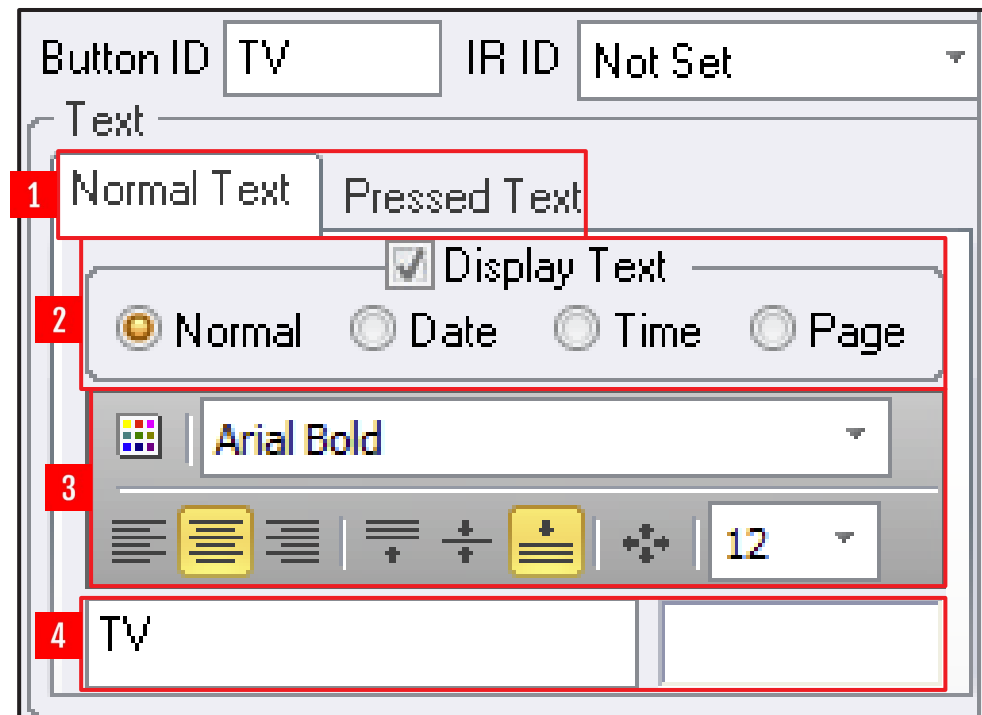 Button ID TV IR ID Not Set
Text
1 Normal Text Pressed Text
Display Text
2 Normal Date Time Page
Arial Bold
3
12
4 TV